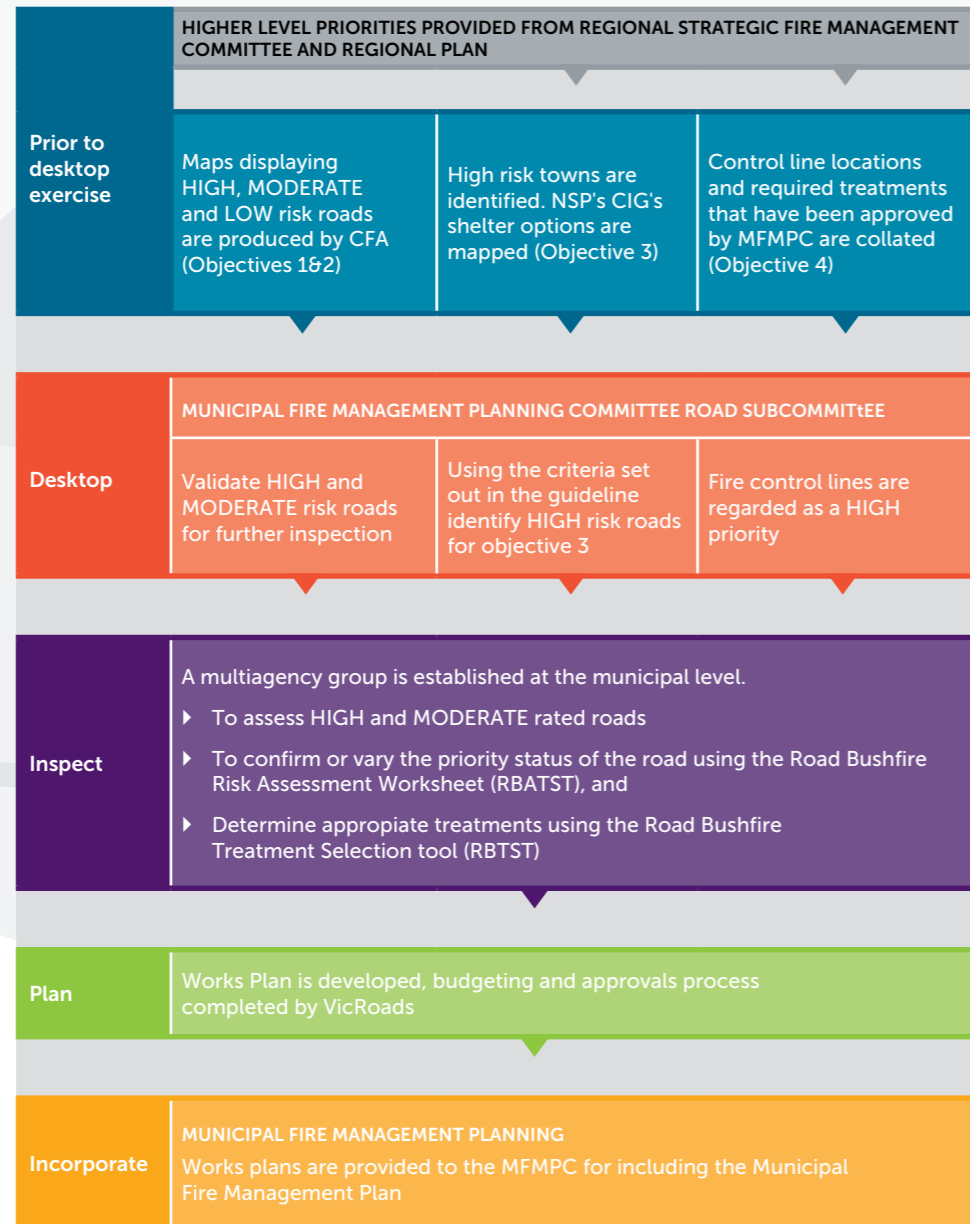 HIGHER LEVEL PRIORITIES PROVIDED FROM REGIONAL STRATEGIC FIRE MANAGEMENT
COMMITTEE AND REGIONAL PLAN
Prior to
desktop
exercise
Maps displaying
HIGH, MODERATE
and LOW risk roads
are produced by CFA
(Objectives 1&2)
High risk towns are
identified. NSP's CIG's
shelter options are
mapped (Objective 3)
Control line locations
and required treatments
that have been approved
by MFMPC are collated
(Objective 4)
Desktop
MUNICIPAL FIRE MANAGEMENT PLANNING COMMITTEE ROAD SUBCOMMITtEE
Validate HIGH and
MODERATE risk roads
for further inspection
Using the criteria set
out in the guideline
identify HIGH risk roads
for objective 3
Fire control lines are
regarded as a HIGH
priority
Inspect
A multiagency group is established at the municipal level.
To assess HIGH and MODERATE rated roads
To confirm or vary the priority status of the road using the Road Bushfire
Risk Assessment Worksheet (RBATST), and
Determine appropiate treatments using the Road Bushfire
Treatment Selection tool (RBTST)
Plan
Works Plan is developed, budgeting and approvals process
completed by VicRoads
Incorporate
MUNICIPAL FIRE MANAGEMENT PLANNING
Works plans are provided to the MFMPC for including the Municipal
Fire Management Plan